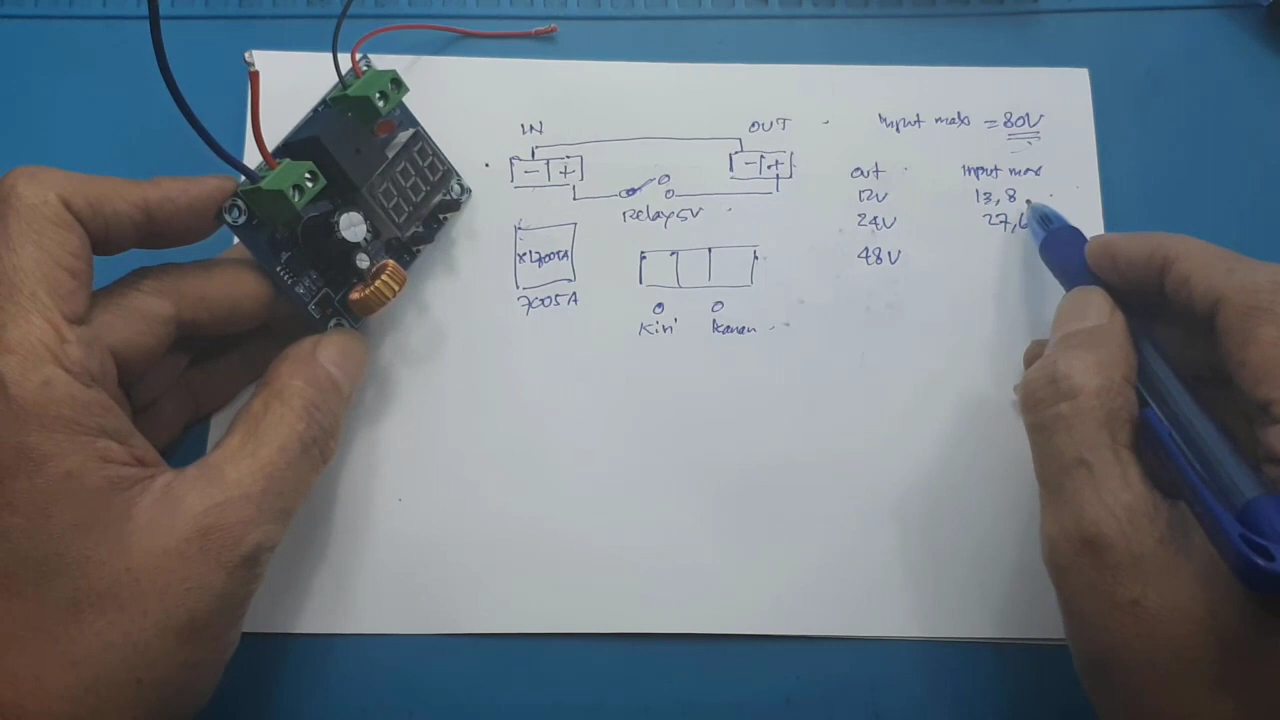 IN OUT Input max = 80V
- + - +
out Input max
12V 13,8
24V 27,6
Relay 5V
XL7005A
48V
7005A
Kiri Kanan